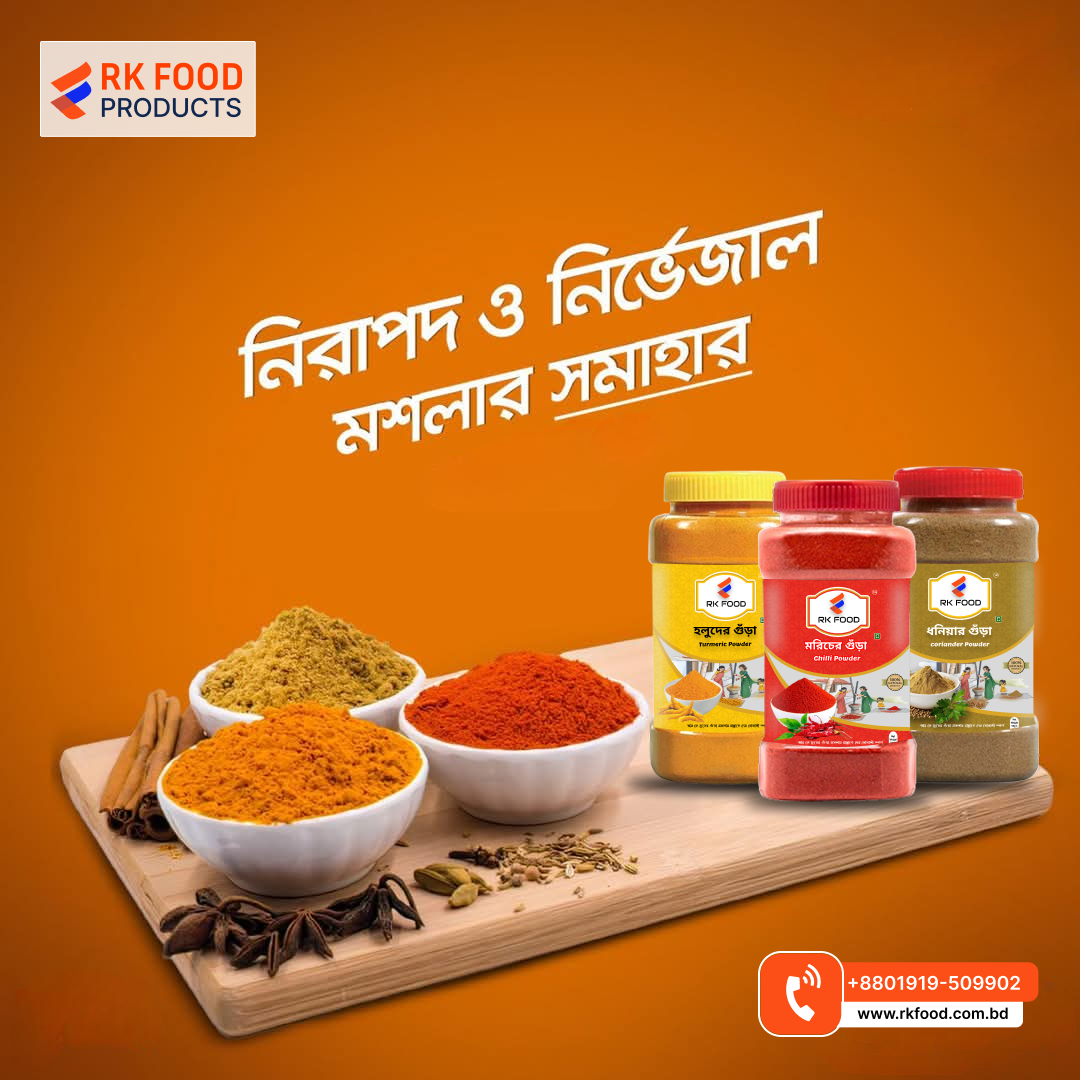 RK FOOD
PRODUCTS
নিরাপদ ও নির্ভেজাল
মশলার সমাহার
RK FOOD
হলুদের গুঁড়া
Turmeric Powder
RK FOOD
মরিচের গুঁড়া
Chilli Powder
RK FOOD
ধনিয়ার গুঁড়া
coriander Powder
+8801919-509902
www.rkfood.com.bd